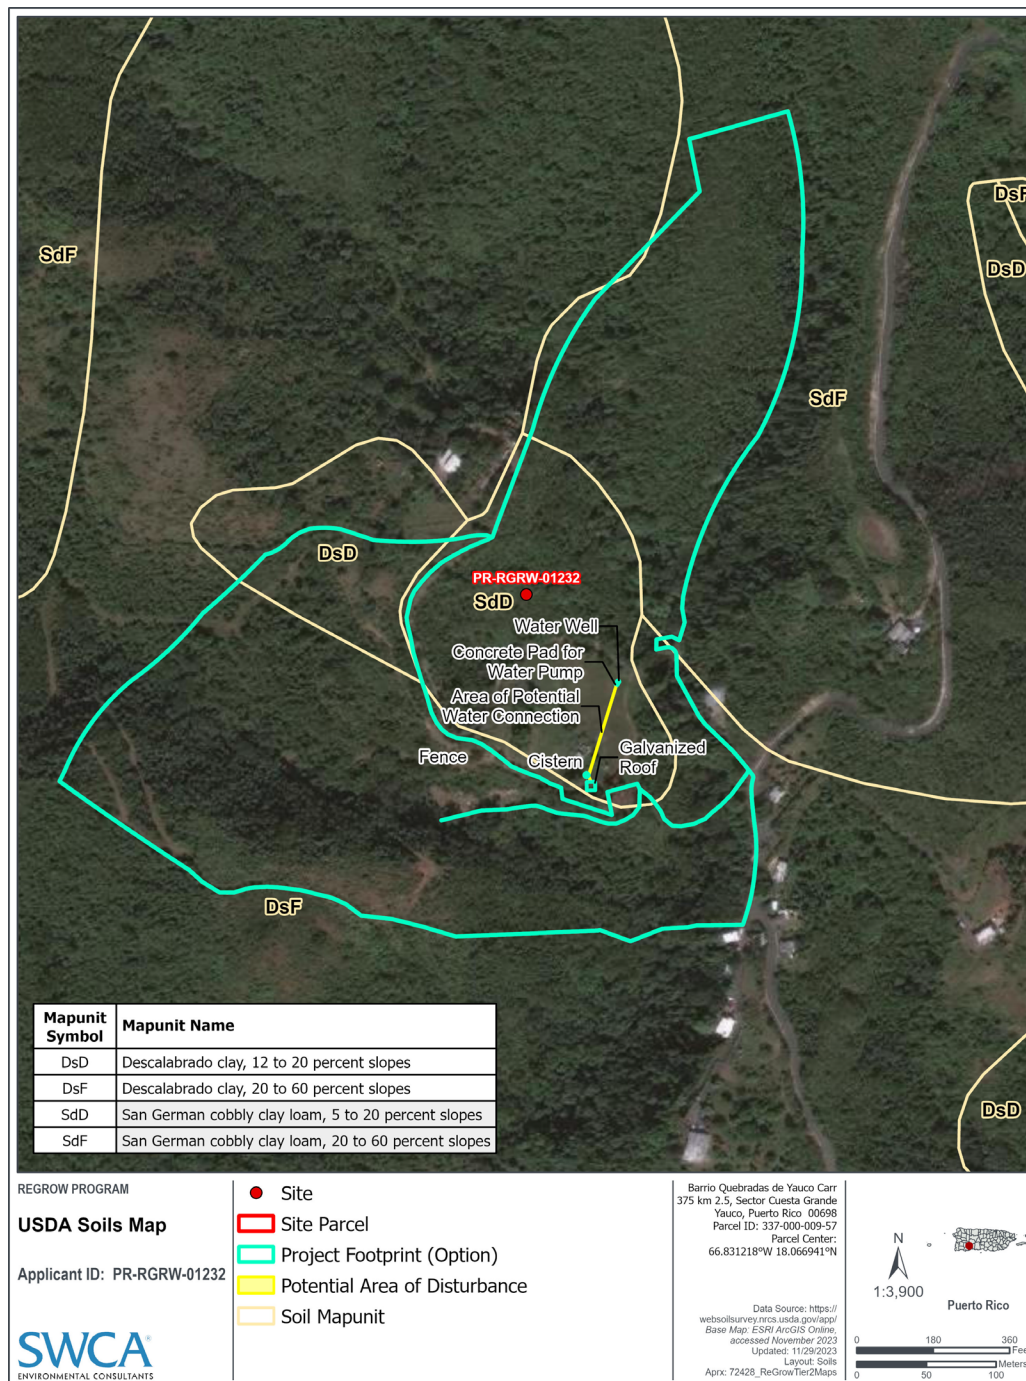 DsF
SdF
DsD
SdF
DsD
PR-RGRW-01232
SdD
Water Well
Concrete Pad for
Water Pump
Area of Potential
Water Connection
Galvanized
Roof
Fence
Cistern
DsF
Mapunit
Symbol
Mapunit Name
DsD
Descalabrado clay, 12 to 20 percent slopes
DsF
Descalabrado clay, 20 to 60 percent slopes
SdD
San German cobbly clay loam, 5 to 20 percent slopes
SdF
San German cobbly clay loam, 20 to 60 percent slopes
DsD
REGROW PROGRAM
USDA Soils Map
Applicant ID: PR-RGRW-01232
SWCA®
ENVIRONMENTAL CONSULTANTS
Site
Site Parcel
Project Footprint (Option)
Potential Area of Disturbance
Soil Mapunit
Barrio Quebradas de Yauco Carr
375 km 2.5, Sector Cuesta Grande
Yauco, Puerto Rico 00698
Parcel ID: 337-000-009-57
Parcel Center:
66.831218°W 18.066941°N
Data Source: https://
websoilsurvey.nrcs.usda.gov/app/
Base Map: ESRI ArcGIS Online,
accessed November 2023
Updated: 11/29/2023
Layout: Soils
Aprx: 72428_ReGrowTier2Maps
N
1:3,900
Puerto Rico
0 180 360
Feet
Meters
0 50 100